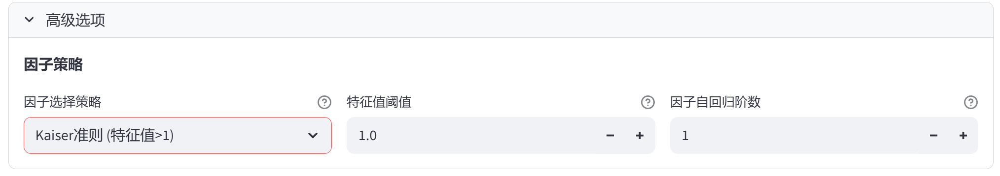 高级选项
因子策略
因子选择策略
特征值阈值
因子自回归阶数
Kaiser准则 (特征值>1)
1.0
1